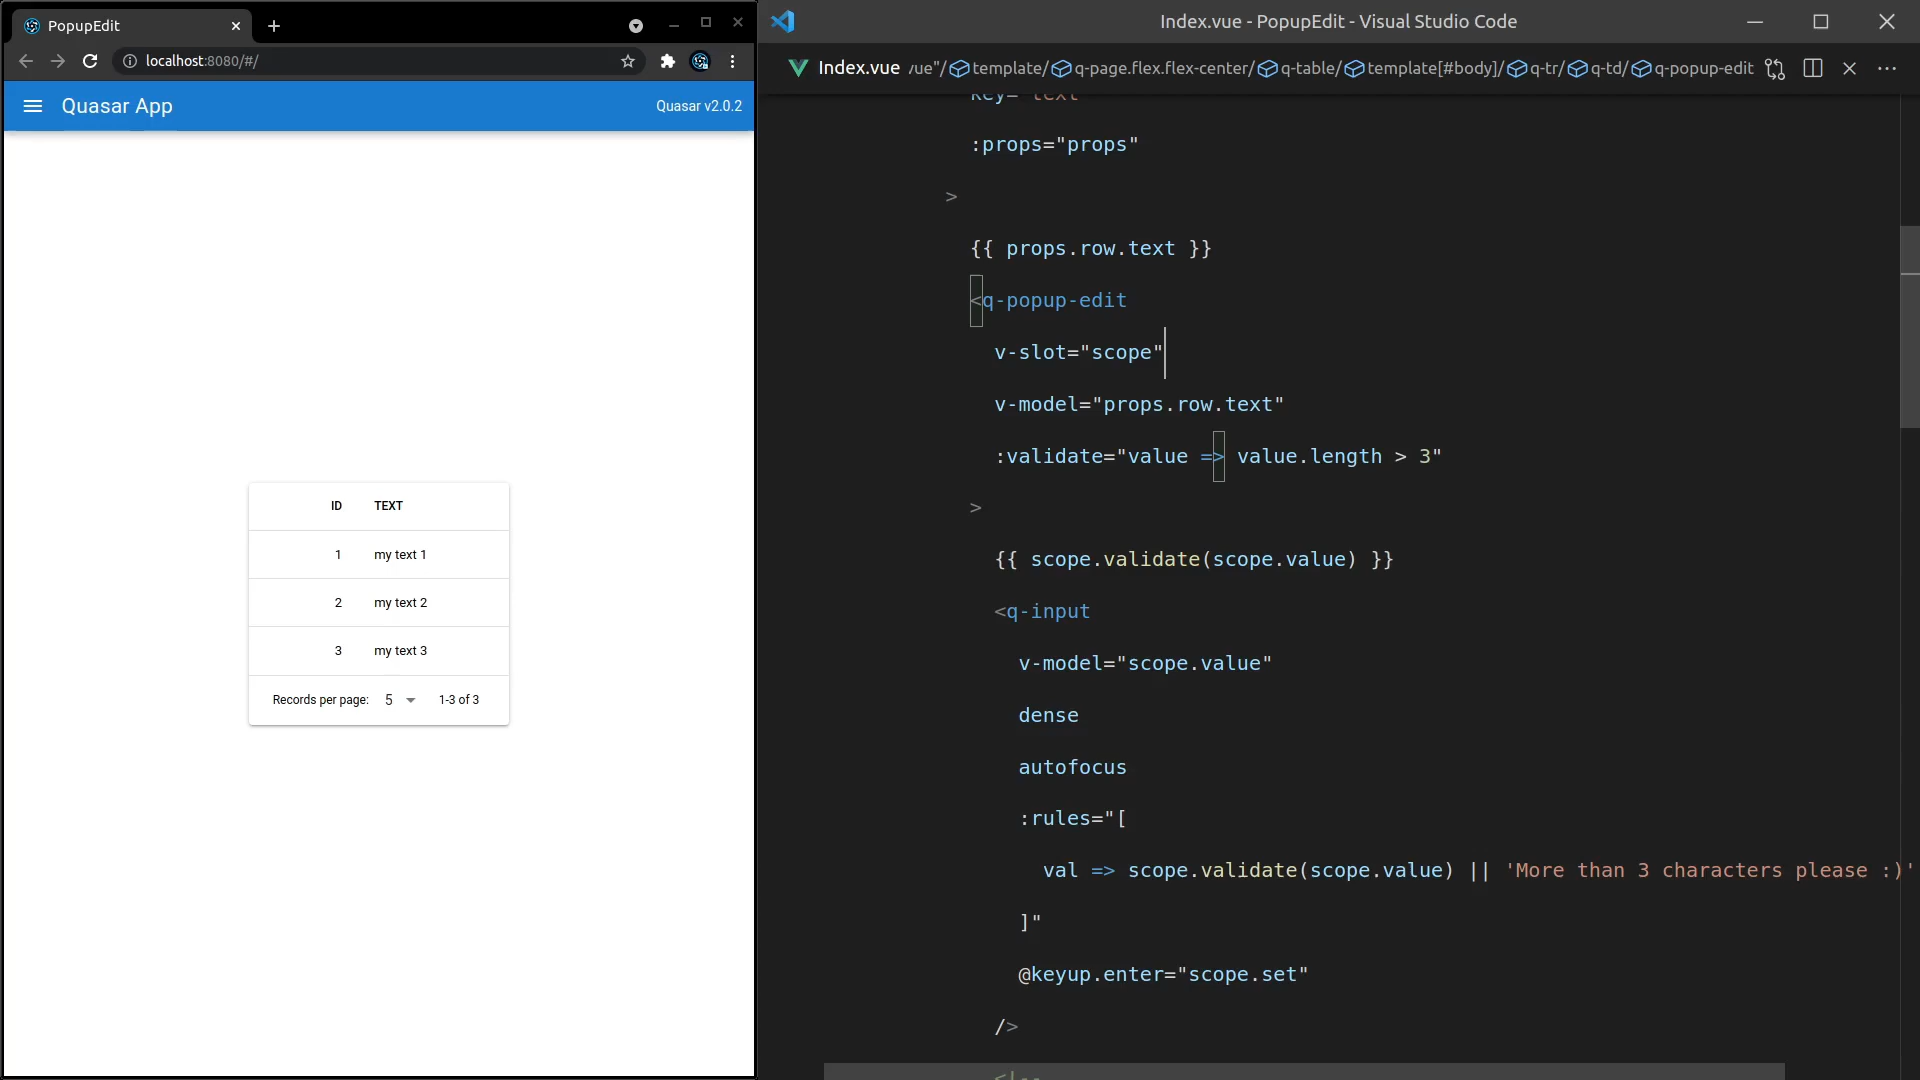 PopupEdit
localhost:8080/#/
Quasar App
Quasar v2.0.2
ID TEXT
1 my text 1
2 my text 2
3 my text 3
Records per page: 5 1-3 of 3
Index.vue - PopupEdit - Visual Studio Code
Index.vue vue"/ template/ q-page.flex.flex-center/ q-table/ template[#body]/ q-tr/ q-td/ q-popup-edit ···
key="text"
:props="props"
>
{{ props.row.text }}
<q-popup-edit
v-slot="scope"
v-model="props.row.text"
:validate="value => value.length > 3"
>
{{ scope.validate(scope.value) }}
<q-input
v-model="scope.value"
dense
autofocus
:rules="[
val => scope.validate(scope.value) || 'More than 3 characters please :)'
]"
@keyup.enter="scope.set"
/>
<!--